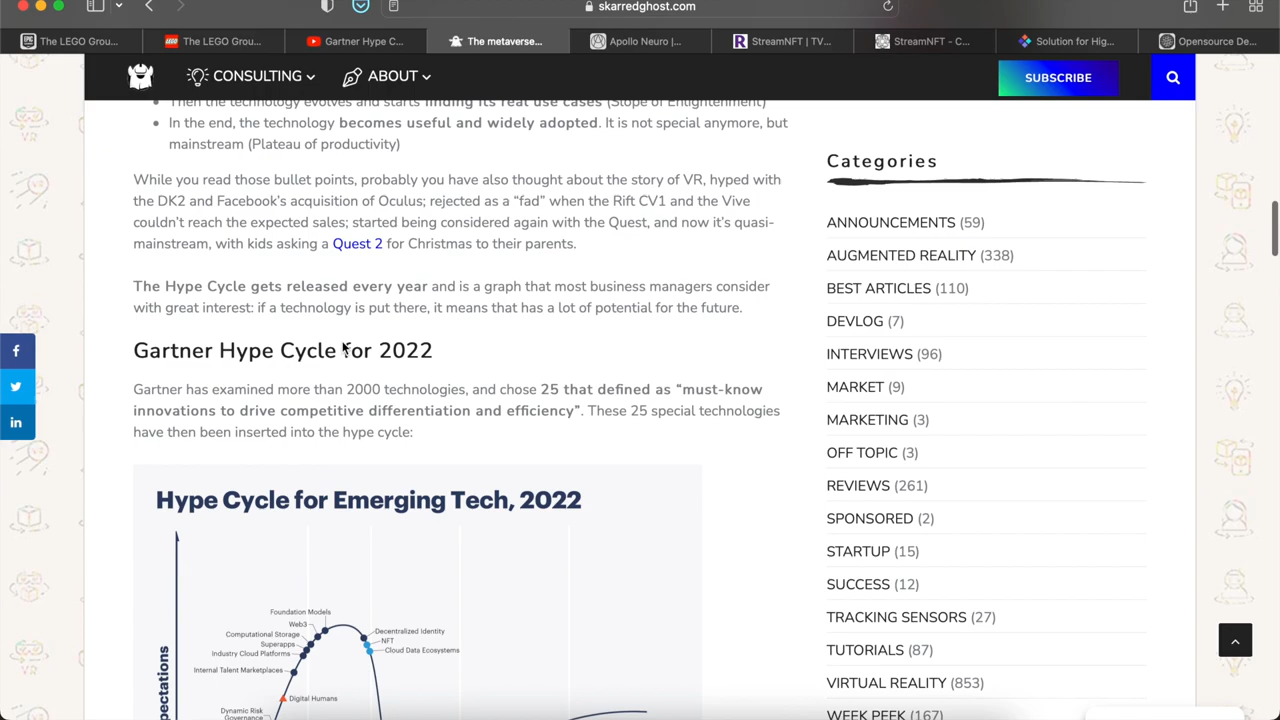 skarredghost.com
The LEGO Grou...
The LEGO Grou...
Gartner Hype C...
The metaverse...
Apollo Neuro |...
StreamNFT | TV...
StreamNFT - C...
Solution for Hig...
Opensource De...
CONSULTING
ABOUT
SUBSCRIBE
Then the technology evolves and starts finding its real use cases (Slope of Enlightenment)
In the end, the technology becomes useful and widely adopted. It is not special anymore, but
mainstream (Plateau of productivity)
While you read those bullet points, probably you have also thought about the story of VR, hyped with
the DK2 and Facebook's acquisition of Oculus; rejected as a "fad" when the Rift CV1 and the Vive
couldn't reach the expected sales; started being considered again with the Quest, and now it's quasi-
mainstream, with kids asking a Quest 2 for Christmas to their parents.
The Hype Cycle gets released every year and is a graph that most business managers consider
with great interest: if a technology is put there, it means that has a lot of potential for the future.
Gartner Hype Cycle for 2022
Gartner has examined more than 2000 technologies, and chose 25 that defined as "must-know
innovations to drive competitive differentiation and efficiency". These 25 special technologies
have then been inserted into the hype cycle:
Hype Cycle for Emerging Tech, 2022
Foundation Models
Web3
Computational Storage
Superapps
Industry Cloud Platforms
Internal Talent Marketplaces
Digital Humans
Dynamic Risk
Governance
Decentralized Identity
NFT
Cloud Data Ecosystems
pectations
Categories
ANNOUNCEMENTS (59)
AUGMENTED REALITY (338)
BEST ARTICLES (110)
DEVLOG (7)
INTERVIEWS (96)
MARKET (9)
MARKETING (3)
OFF TOPIC (3)
REVIEWS (261)
SPONSORED (2)
STARTUP (15)
SUCCESS (12)
TRACKING SENSORS (27)
TUTORIALS (87)
VIRTUAL REALITY (853)
WEEK PEEK (167)